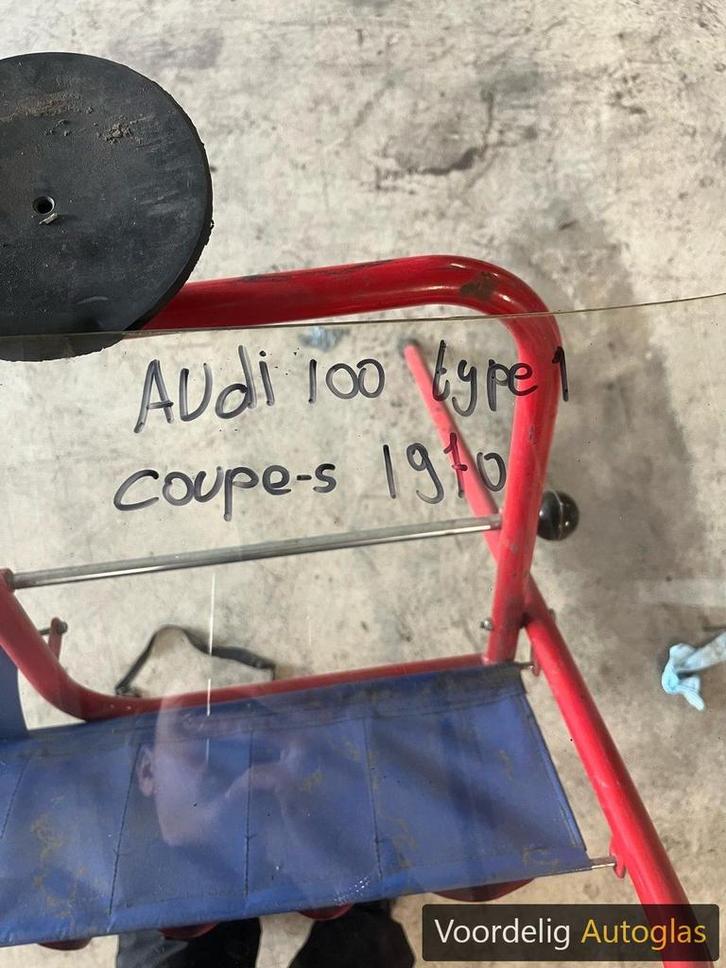 AUdi 100 type 1
coupe-s 1970
Voordelig Autoglas